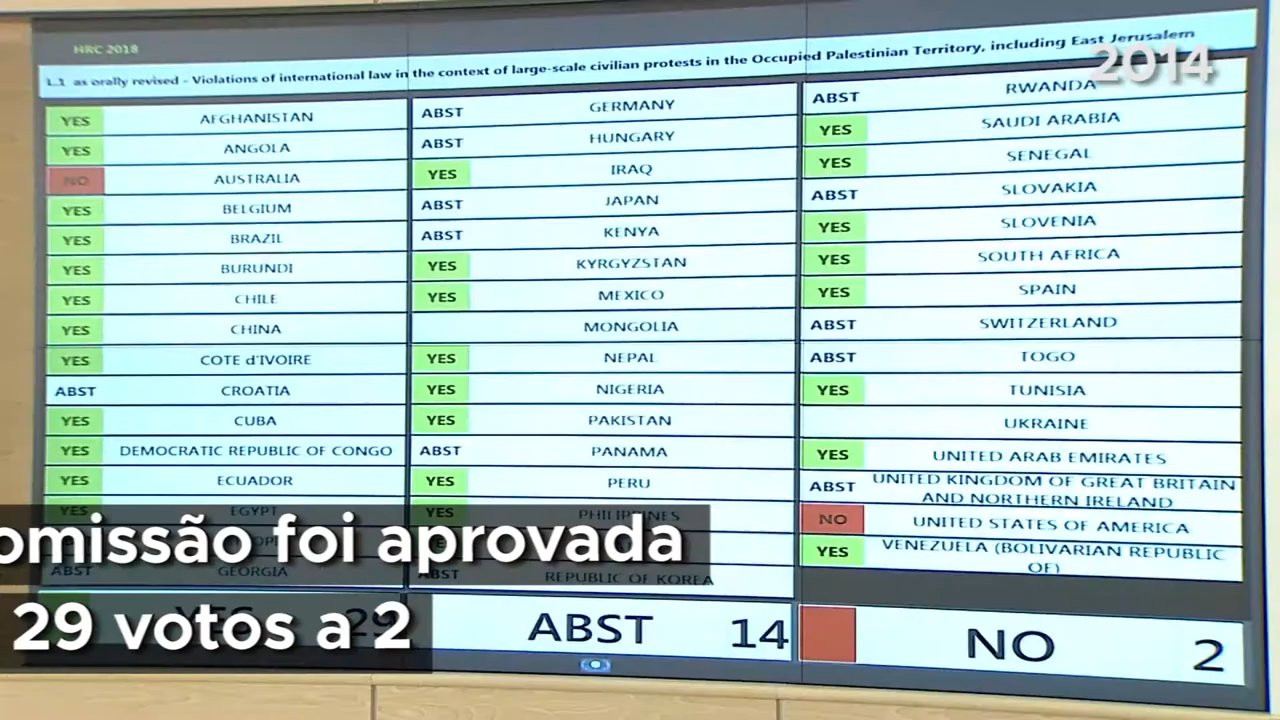 HRC 2018
L.1 as orally revised - Violations of international law in the context of large-scale civilian protests in the Occupied Palestinian Territory, including East Jerusalem
2014
YES AFGHANISTAN
YES ANGOLA
NO AUSTRALIA
YES BELGIUM
YES BRAZIL
YES BURUNDI
YES CHILE
YES CHINA
YES COTE d'IVOIRE
ABST CROATIA
YES CUBA
YES DEMOCRATIC REPUBLIC OF CONGO
YES ECUADOR
YES EGYPT
ABST GEORGIA
ABST GERMANY
ABST HUNGARY
YES IRAQ
ABST JAPAN
ABST KENYA
YES KYRGYZSTAN
YES MEXICO
MONGOLIA
YES NEPAL
YES NIGERIA
YES PAKISTAN
ABST PANAMA
YES PERU
YES PHILIPPINES
ABST REPUBLIC OF KOREA
ABST RWANDA
YES SAUDI ARABIA
YES SENEGAL
ABST SLOVAKIA
YES SLOVENIA
YES SOUTH AFRICA
YES SPAIN
ABST SWITZERLAND
ABST TOGO
YES TUNISIA
UKRAINE
YES UNITED ARAB EMIRATES
ABST UNITED KINGDOM OF GREAT BRITAIN
AND NORTHERN IRELAND
NO UNITED STATES OF AMERICA
YES VENEZUELA (BOLIVARIAN REPUBLIC
OF)
YES 29 ABST 14 NO 2
omissão foi aprovada
29 votos a 2